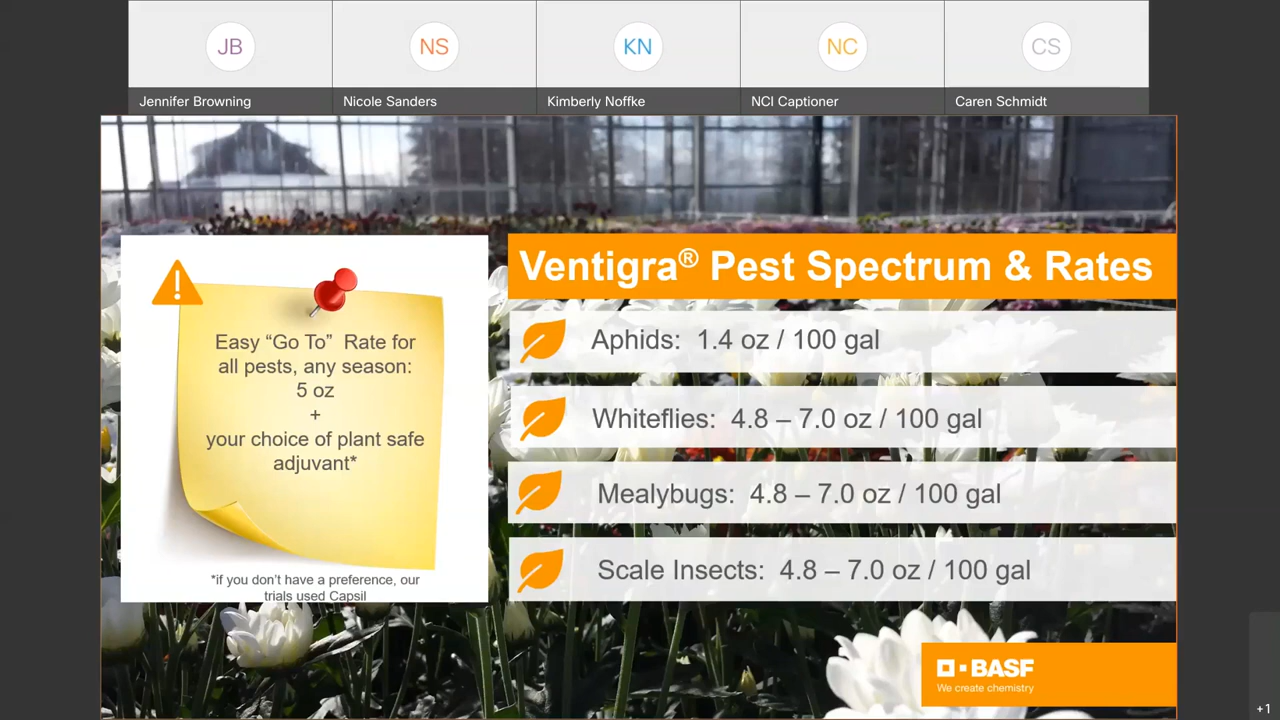 JB
NS
KN
NC
CS
Jennifer Browning
Nicole Sanders
Kimberly Noffke
NCI Captioner
Caren Schmidt
Easy “Go To”  Rate for
all pests, any season:
5 oz
+
your choice of plant safe
adjuvant*
*if you don’t have a preference, our
trials used Capsil
Ventigra® Pest Spectrum & Rates
Aphids:  1.4 oz / 100 gal
Whiteflies:  4.8 – 7.0 oz / 100 gal
Mealybugs:  4.8 – 7.0 oz / 100 gal
Scale Insects:  4.8 – 7.0 oz / 100 gal
BASF
We create chemistry
+1